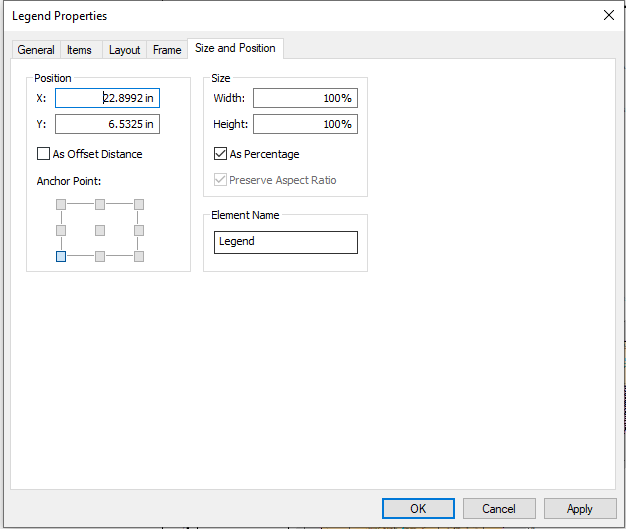 Legend Properties
General Items Layout Frame Size and Position
Position
X: 22.8992 in
Y: 6.5325 in
As Offset Distance
Anchor Point:
Size
Width: 100%
Height: 100%
As Percentage
Preserve Aspect Ratio
Element Name
Legend
OK Cancel Apply